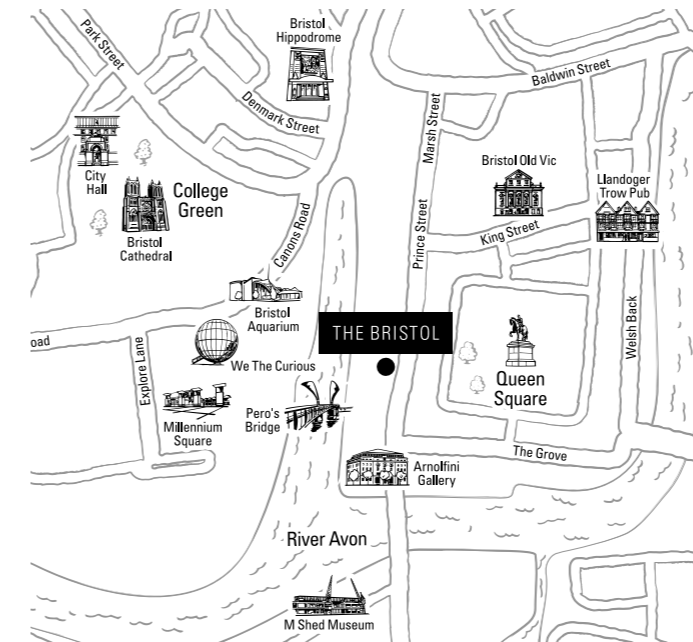 Bristol
Hippodrome
Park Street
Baldwin Street
Denmark Street
Marsh Street
City
Hall
College
Green
Bristol Old Vic
Llandoger
Trow Pub
Bristol
Cathedral
Canons Road
Prince Street
King Street
Bristol
Aquarium
THE BRISTOL
Welsh Back
oad
Explore Lane
We The Curious
Queen
Square
Millennium
Square
Pero's
Bridge
The Grove
Arnolfini
Gallery
River Avon
M Shed Museum